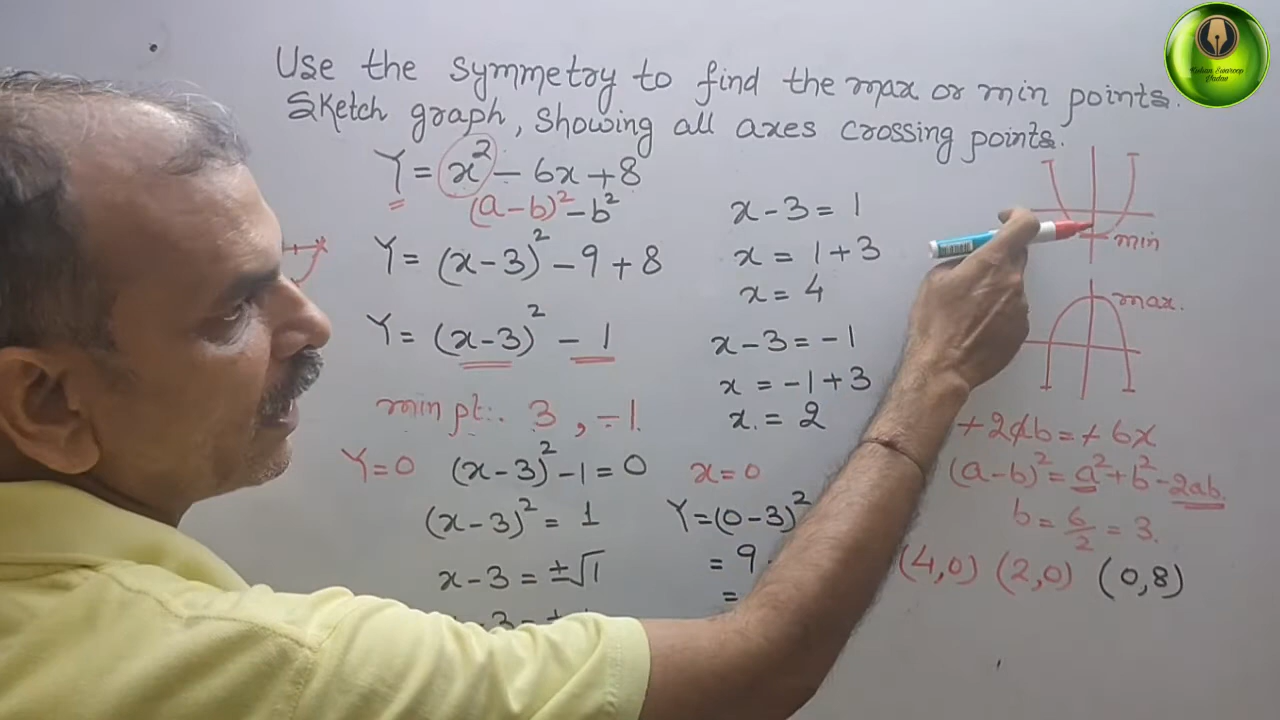 Use the symmetry to find the max or min points.
Sketch graph, showing all axes crossing points.
Y = x² - 6x + 8
(a-b)² - b²
Y = (x-3)² - 9 + 8
Y = (x-3)² - 1
min pt:. 3, -1
Y=0 (x-3)² - 1 = 0
(x-3)² = 1
x-3 = ±√1
x - 3 = 1
x = 1 + 3
x = 4
x - 3 = -1
x = -1 + 3
x = 2
x = 0
Y = (0-3)²
= 9
=
min
max.
+2ab = +6x
(a-b)² = a² + b² - 2ab.
b = 6/2 = 3.
(4,0) (2,0) (0,8)